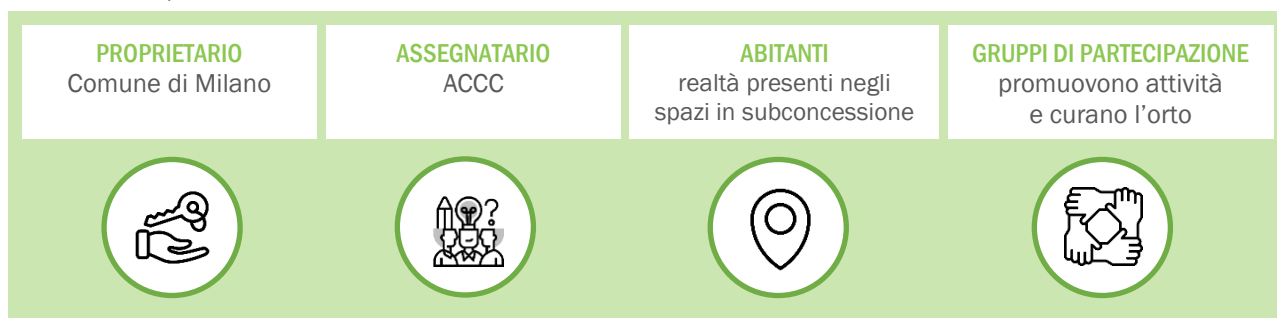 PROPRIETARIO
Comune di Milano
ASSEGNATARIO
ACCC
ABITANTI
realtà presenti negli
spazi in subconcessione
GRUPPI DI PARTECIPAZIONE
promuovono attività
e curano l’orto
?